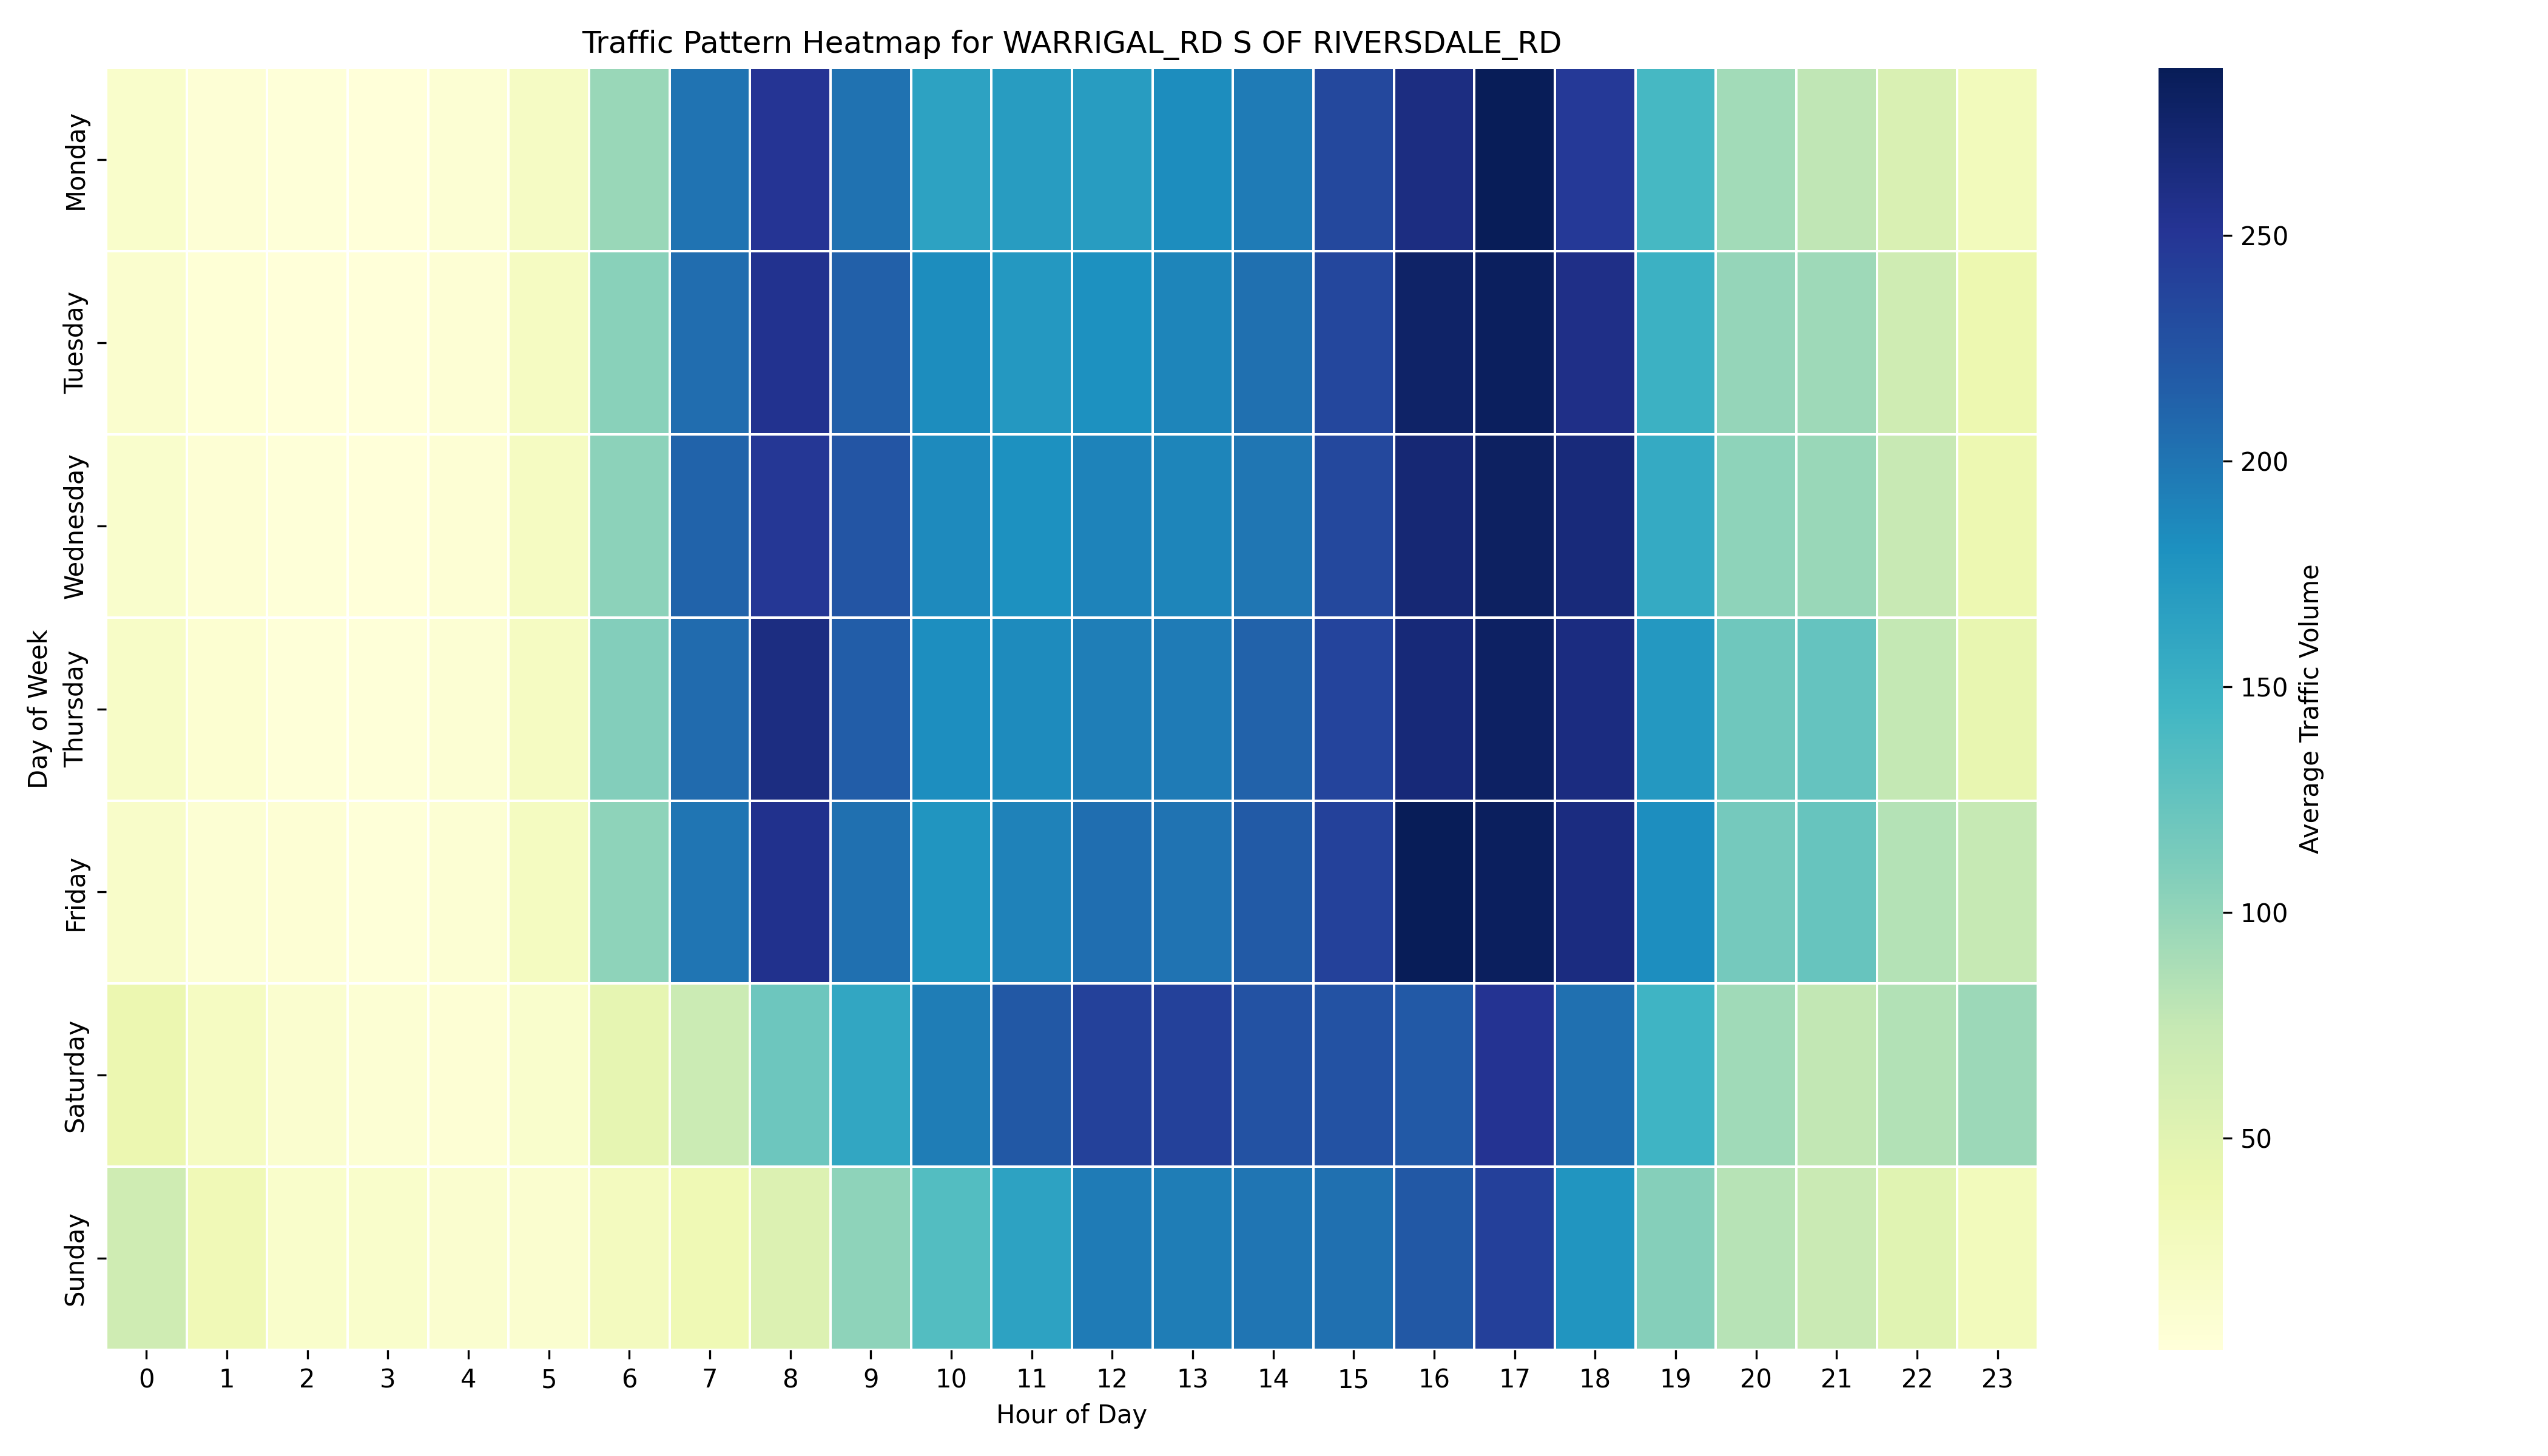 Traffic Pattern Heatmap for WARRIGAL_RD S OF RIVERSDALE_RD
Day of Week
Monday
Tuesday
Wednesday
Thursday
Friday
Saturday
Sunday
0 1 2 3 4 5 6 7 8 9 10 11 12 13 14 15 16 17 18 19 20 21 22 23
Hour of Day
250
200
150
100
50
Average Traffic Volume